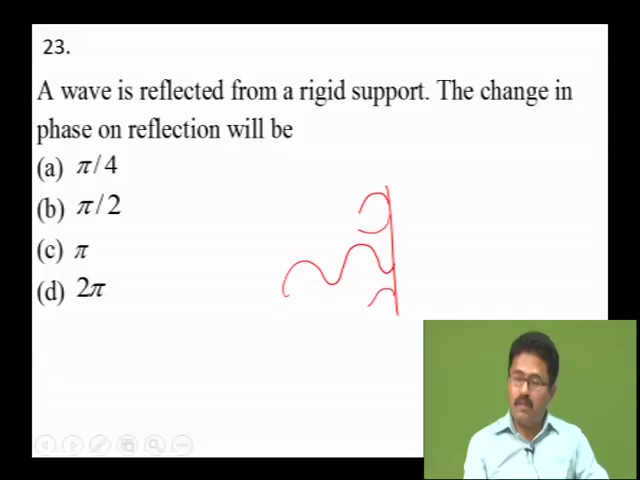 23.
A wave is reflected from a rigid support. The change in
phase on reflection will be
(a) π/4
(b) π/2
(c) π
(d) 2π